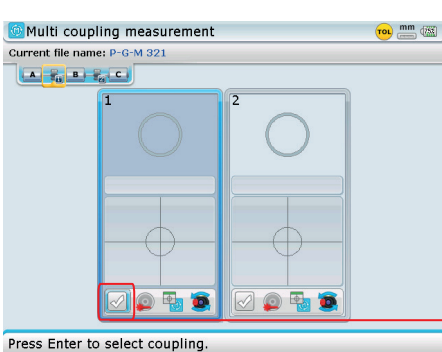 Multi coupling measurement
TOL mm
Current file name: P-G-M 321
A B C
1 2
Press Enter to select coupling.